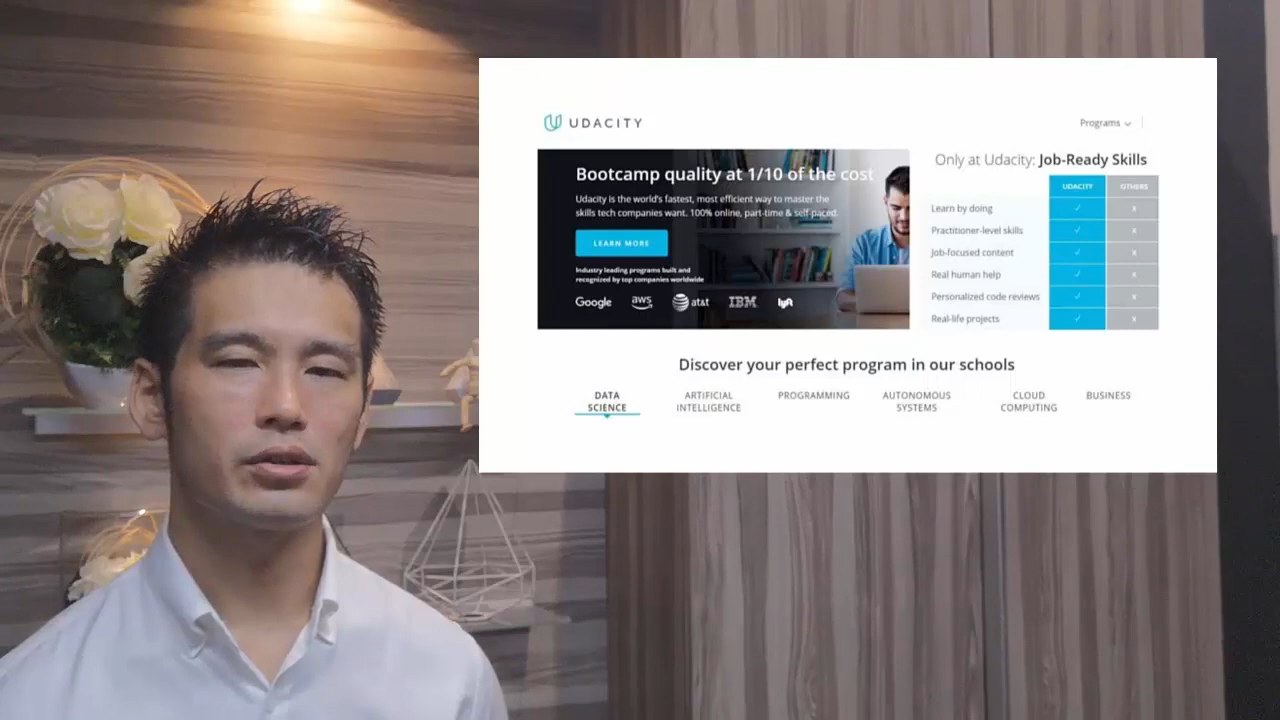 UDACITY
Programs
Bootcamp quality at 1/10 of the cost
Udacity is the world's fastest, most efficient way to master the
skills tech companies want. 100% online, part-time & self-paced.
LEARN MORE
Industry leading programs built and
recognized by top companies worldwide
Google aws at&t IBM lyft
Only at Udacity: Job-Ready Skills
UDACITY OTHERS
Learn by doing ✓ x
Practitioner-level skills ✓ x
Job-focused content ✓ x
Real human help ✓ x
Personalized code reviews ✓ x
Real-life projects ✓ x
Discover your perfect program in our schools
DATA
SCIENCE
ARTIFICIAL
INTELLIGENCE
PROGRAMMING
AUTONOMOUS
SYSTEMS
CLOUD
COMPUTING
BUSINESS